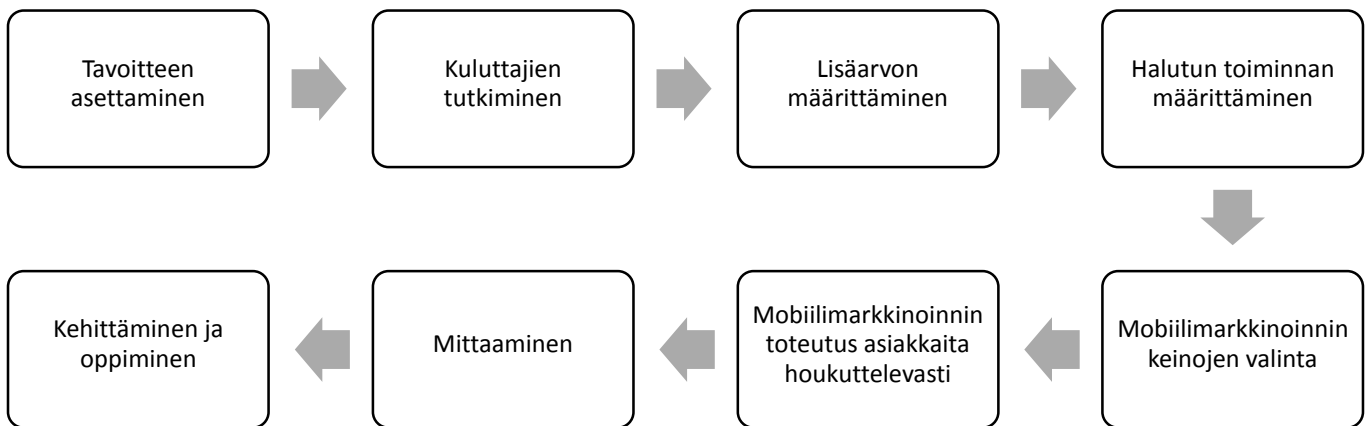 Tavoitteen
asettaminen
Kuluttajien
tutkiminen
Lisäarvon
määrittäminen
Halutun toiminnan
määrittäminen
Mobiilimarkkinoinnin
keinojen valinta
Mobiilimarkkinoinnin
toteutus asiakkaita
houkuttelevasti
Mittaaminen
Kehittäminen ja
oppiminen